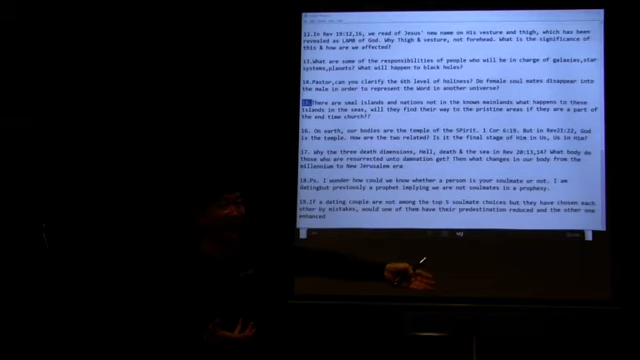 12.In Rev 19:12,16, we read of Jesus' new name on His vesture and thigh, which has been
revealed as LAMB of God. Why Thigh & vesture, not forehead. What is the significance of
this & how are we affected?
13.What are some of the responsibilities of people who will be in charge of galaxies,star
systems,planets? What will happen to black holes?
14.Pastor,can you clarify the 6th level of holiness? Do female soul mates disappear into
the male in order to represent the Word in another universe?
15.There are smal islands and nations not in the known mainlands what happens to these
islands in the seas, will they find their way to the pristine areas if they are a part of
the end time church??
16. On earth, our bodies are the temple of the SPirit. 1 Cor 6:19. But in Rev21:22, God
is the temple. How are the two related? Is it the final stage of Him in Us, Us in Him?
17. Why the three death dimensions, Hell, death & the sea in Rev 20:13,14? What body do
those who are resurrected unto damnation get? Then what changes in our body from the
millennium to New Jerusalem era
18.Ps. I wonder how could we know whether a person is your soulmate or not. I am
datingbut previously a prophet implying we are not soulmates in a prophesy.
19.If a dating couple are not among the top 5 soulmate choices but they have chosen each
other by mistakes, would one of them have their predestination reduced and the other one
enhanced